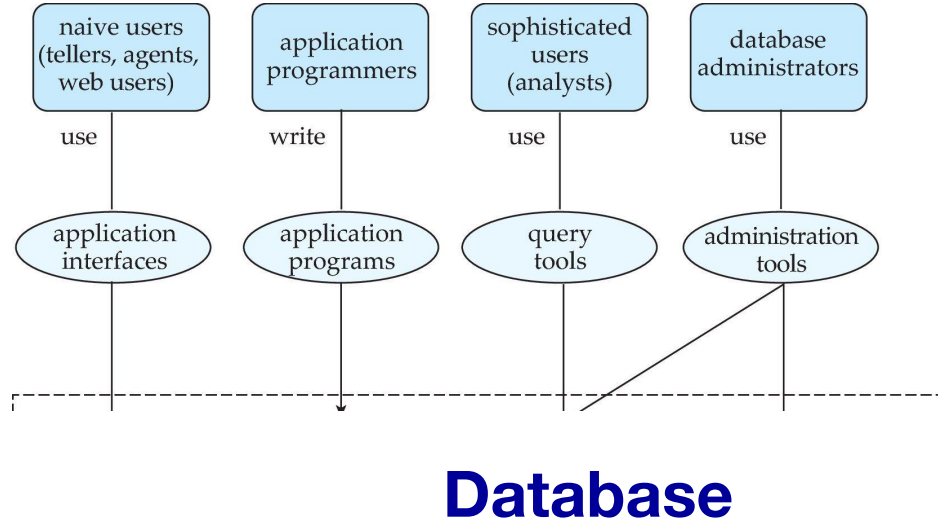 naive users
(tellers, agents,
web users)
application
programmers
sophisticated
users
(analysts)
database
administrators
use
write
use
use
application
interfaces
application
programs
query
tools
administration
tools
Database